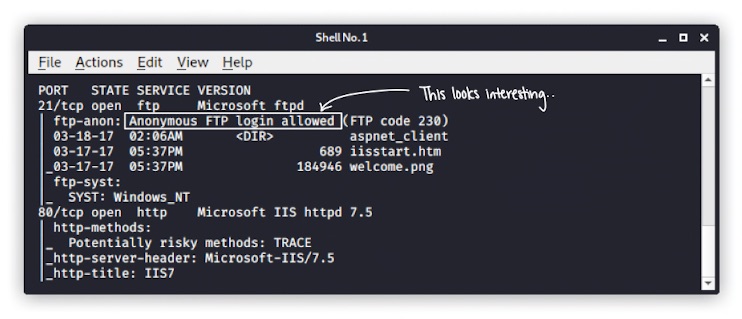 Shell No. 1
File Actions Edit View Help
PORT STATE SERVICE VERSION
21/tcp open ftp Microsoft ftpd
This looks interesting..
| ftp-anon: Anonymous FTP login allowed (FTP code 230)
| 03-18-17 02:06AM <DIR> aspnet_client
| 03-17-17 05:37PM 689 iisstart.htm
|_03-17-17 05:37PM 184946 welcome.png
| ftp-syst:
|_ SYST: Windows_NT
80/tcp open http Microsoft IIS httpd 7.5
| http-methods:
|_ Potentially risky methods: TRACE
|_http-server-header: Microsoft-IIS/7.5
|_http-title: IIS7